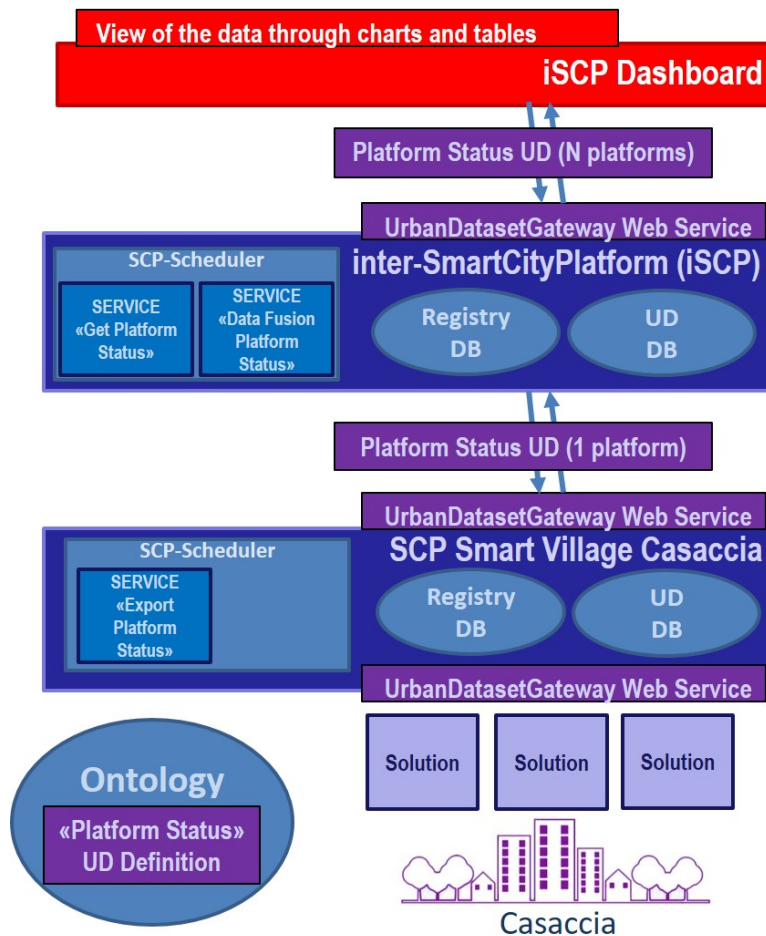 View of the data through charts and tables
iSCP Dashboard
Platform Status UD (N platforms)
UrbanDatasetGateway Web Service
SCP-Scheduler
inter-SmartCityPlatform (iSCP)
SERVICE
«Get Platform
Status»
SERVICE
«Data Fusion
Platform
Status»
Registry
DB
UD
DB
Platform Status UD (1 platform)
UrbanDatasetGateway Web Service
SCP-Scheduler
SCP Smart Village Casaccia
SERVICE
«Export
Platform
Status»
Registry
DB
UD
DB
UrbanDatasetGateway Web Service
Solution
Solution
Solution
Ontology
«Platform Status»
UD Definition
Casaccia